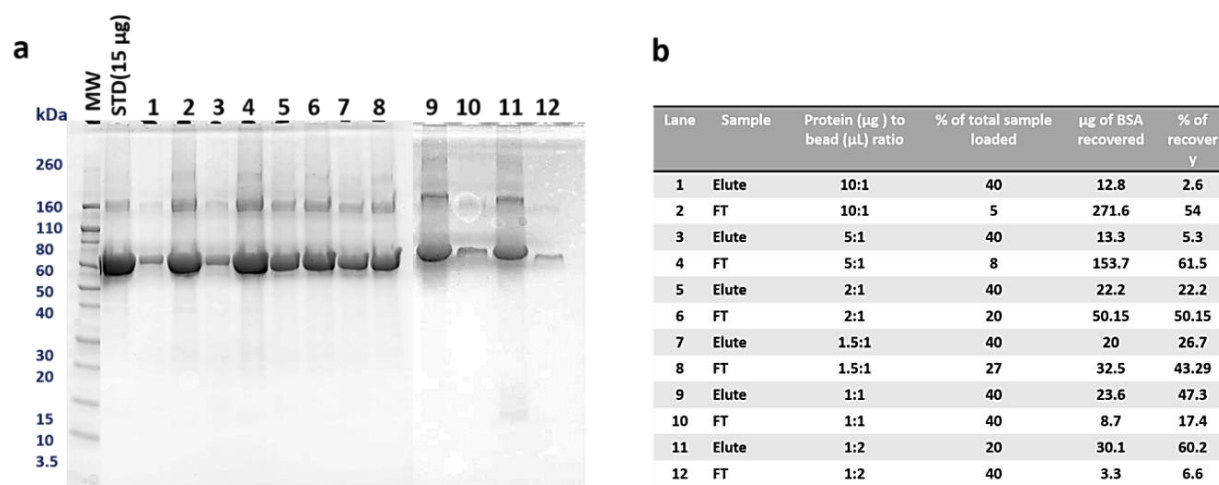 a
kDa
MW
STD(15 µg)
1 2 3 4 5 6 7 8 9 10 11 12
260
160
110
80
60
50
40
30
20
15
10
3.5
b
Lane Sample Protein (µg ) to bead (µL) ratio % of total sample loaded µg of BSA recovered % of recover y
1 Elute 10:1 40 12.8 2.6
2 FT 10:1 5 271.6 54
3 Elute 5:1 40 13.3 5.3
4 FT 5:1 8 153.7 61.5
5 Elute 2:1 40 22.2 22.2
6 FT 2:1 20 50.15 50.15
7 Elute 1.5:1 40 20 26.7
8 FT 1.5:1 27 32.5 43.29
9 Elute 1:1 40 23.6 47.3
10 FT 1:1 40 8.7 17.4
11 Elute 1:2 20 30.1 60.2
12 FT 1:2 40 3.3 6.6